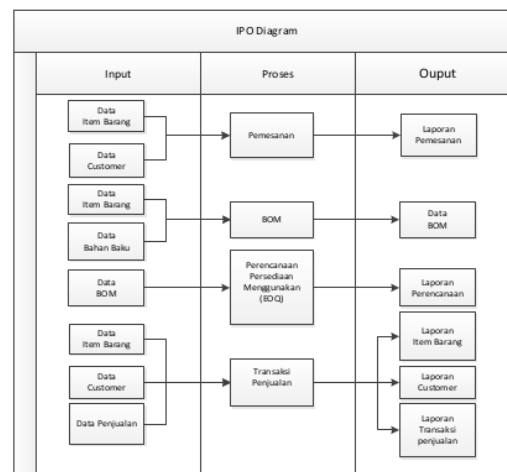 IPO Diagram
Input
Proses
Ouput
Data
Item Barang
Data
Customer
Pemesanan
Laporan
Pemesanan
Data
Item Barang
Data
Bahan Baku
BOM
Data
BOM
Data
BOM
Perencanaan
Persediaan
Menggunakan
(EOQ)
Laporan
Perencanaan
Data
Item Barang
Data
Customer
Data Penjualan
Transaksi
Penjualan
Laporan
Item Barang
Laporan
Customer
Laporan
Transaksi
penjualan